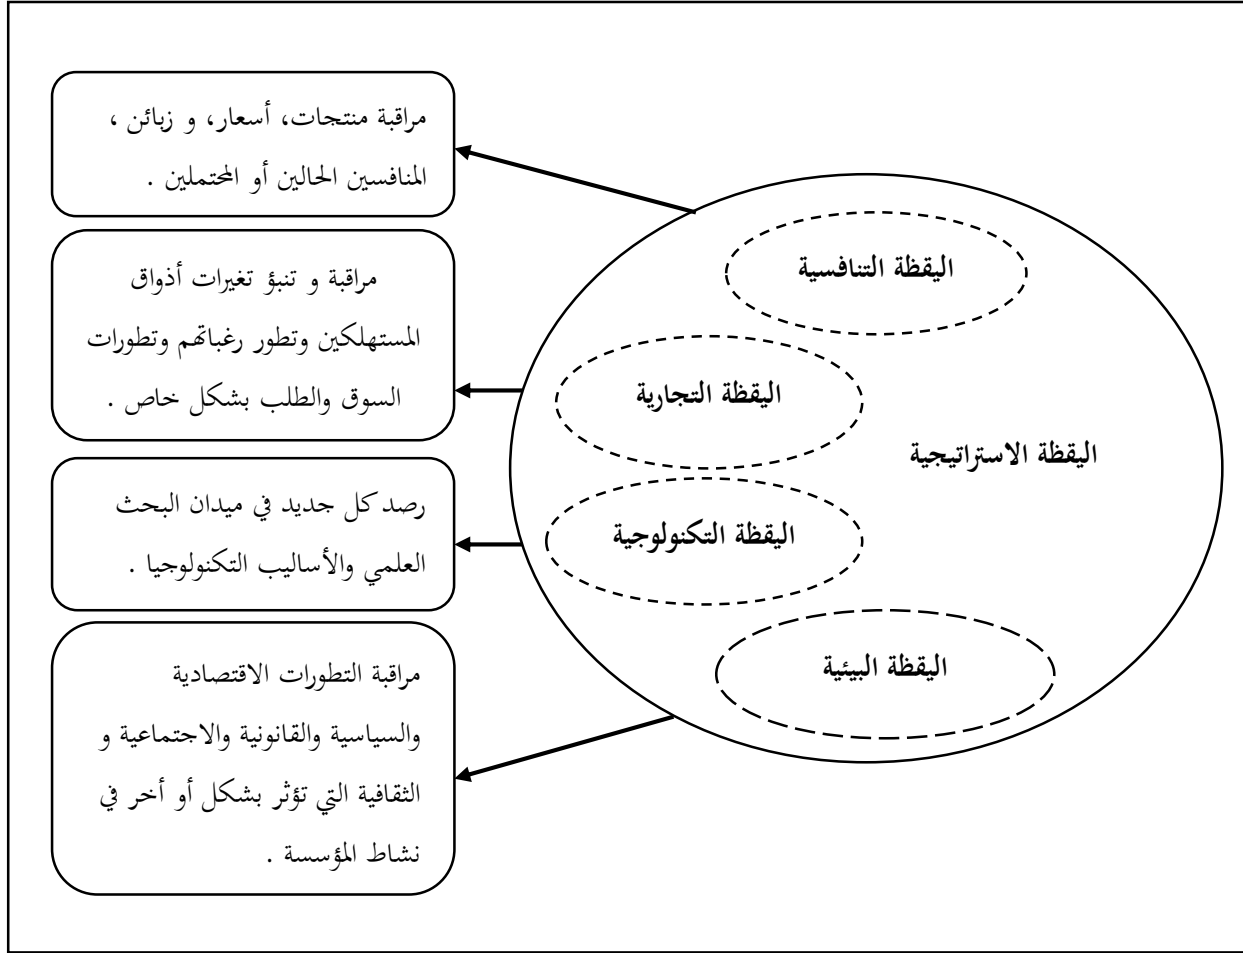 مراقبة منتجات، أسعار، و زبائن ،
المنافسين الحالين أو المحتملين .
اليقظة التنافسية
مراقبة و تنبؤ تغيرات أذواق
المستهلكين وتطور رغباتهم وتطورات
السوق والطلب بشكل خاص .
اليقظة التجارية
اليقظة الاستراتيجية
رصد كل جديد في ميدان البحث
العلمي والأساليب التكنولوجيا .
اليقظة التكنولوجية
مراقبة التطورات الاقتصادية
والسياسية والقانونية والاجتماعية و
الثقافية التي تؤثر بشكل أو أخر في
نشاط المؤسسة .
اليقظة البيئية